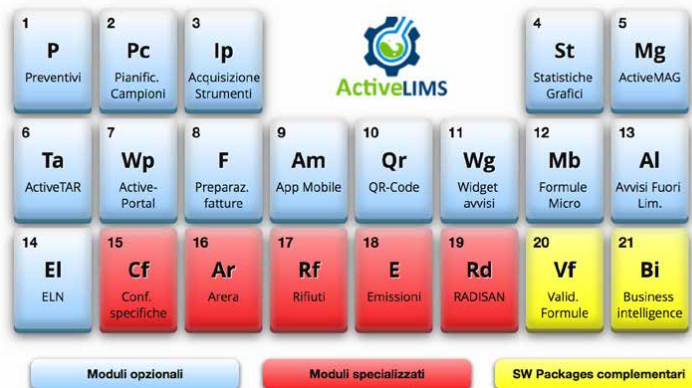 1
P
Preventivi
2
Pc
Pianific.
Campioni
3
Ip
Acquisizione
Strumenti
ActiveLIMS
4
St
Statistiche
Grafici
5
Mg
ActiveMAG
6
Ta
ActiveTAR
7
Wp
Active-
Portal
8
F
Preparaz.
fatture
9
Am
App Mobile
10
Qr
QR-Code
11
Wg
Widget
avvisi
12
Mb
Formule
Micro
13
Al
Avvisi Fuori
Lim.
14
El
ELN
15
Cf
Conf.
specifiche
16
Ar
Arera
17
Rf
Rifiuti
18
E
Emissioni
19
Rd
RADISAN
20
Vf
Valid.
Formule
21
Bi
Business
intelligence
Moduli opzionali
Moduli specializzati
SW Packages complementari